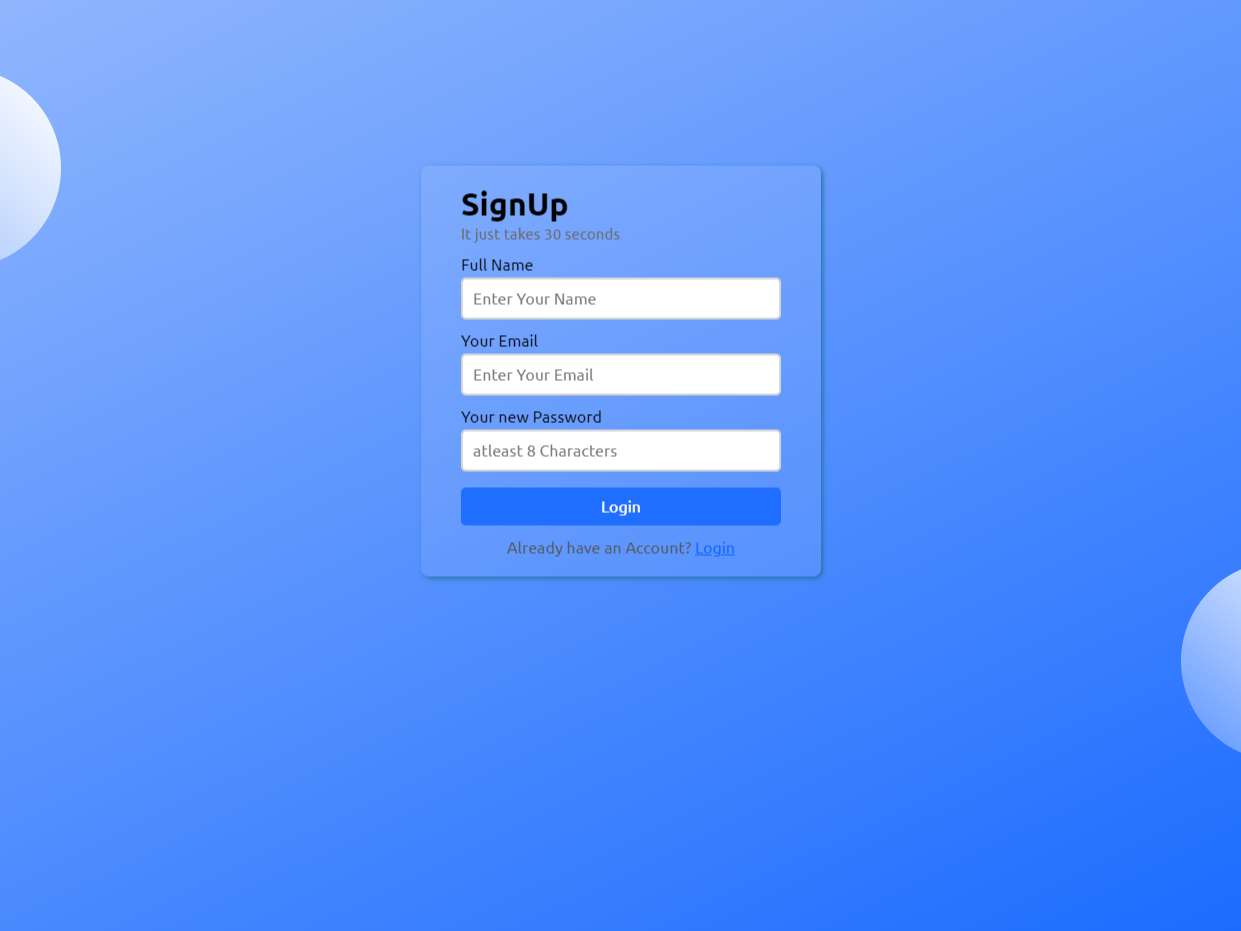 SignUp
It just takes 30 seconds
Full Name
Enter Your Name
Your Email
Enter Your Email
Your new Password
atleast 8 Characters
Login
Already have an Account? Login